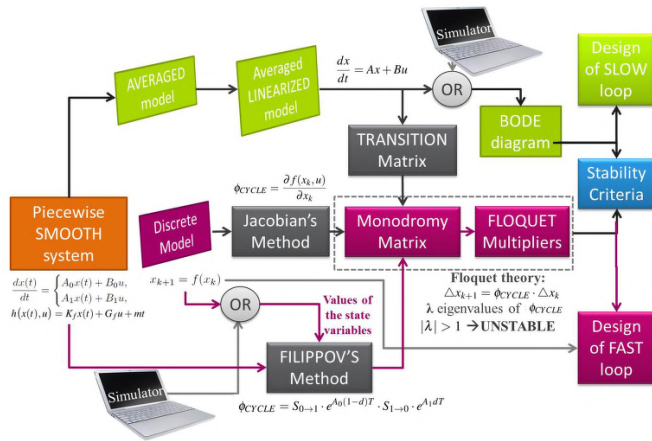 Simulator
Design
of SLOW
loop
AVERAGED
model
Averaged
LINEARIZED
model
dx/dt = Ax + Bu
OR
BODE
diagram
TRANSITION
Matrix
Stability
Criteria
ϕ_CYCLE = ∂f(x_k, u)/∂x_k
Piecewise
SMOOTH
system
Discrete
Model
Jacobian's
Method
Monodromy
Matrix
FLOQUET
Multipliers
dx(t)/dt = { A_0x(t) + B_0u,
A_1x(t) + B_1u,
h(x(t), u) = K_f x(t) + G_f u + mt
x_{k+1} = f(x_k)
OR
Values of
the state
variables
Floquet theory:
△x_{k+1} = ϕ_CYCLE · △x_k
λ eigenvalues of ϕ_CYCLE
|λ| > 1 → UNSTABLE
Design
of FAST
loop
FILIPPOV'S
Method
Simulator
ϕ_CYCLE = S_{0→1} · e^{A_0(1−d)T} · S_{1→0} · e^{A_1dT}